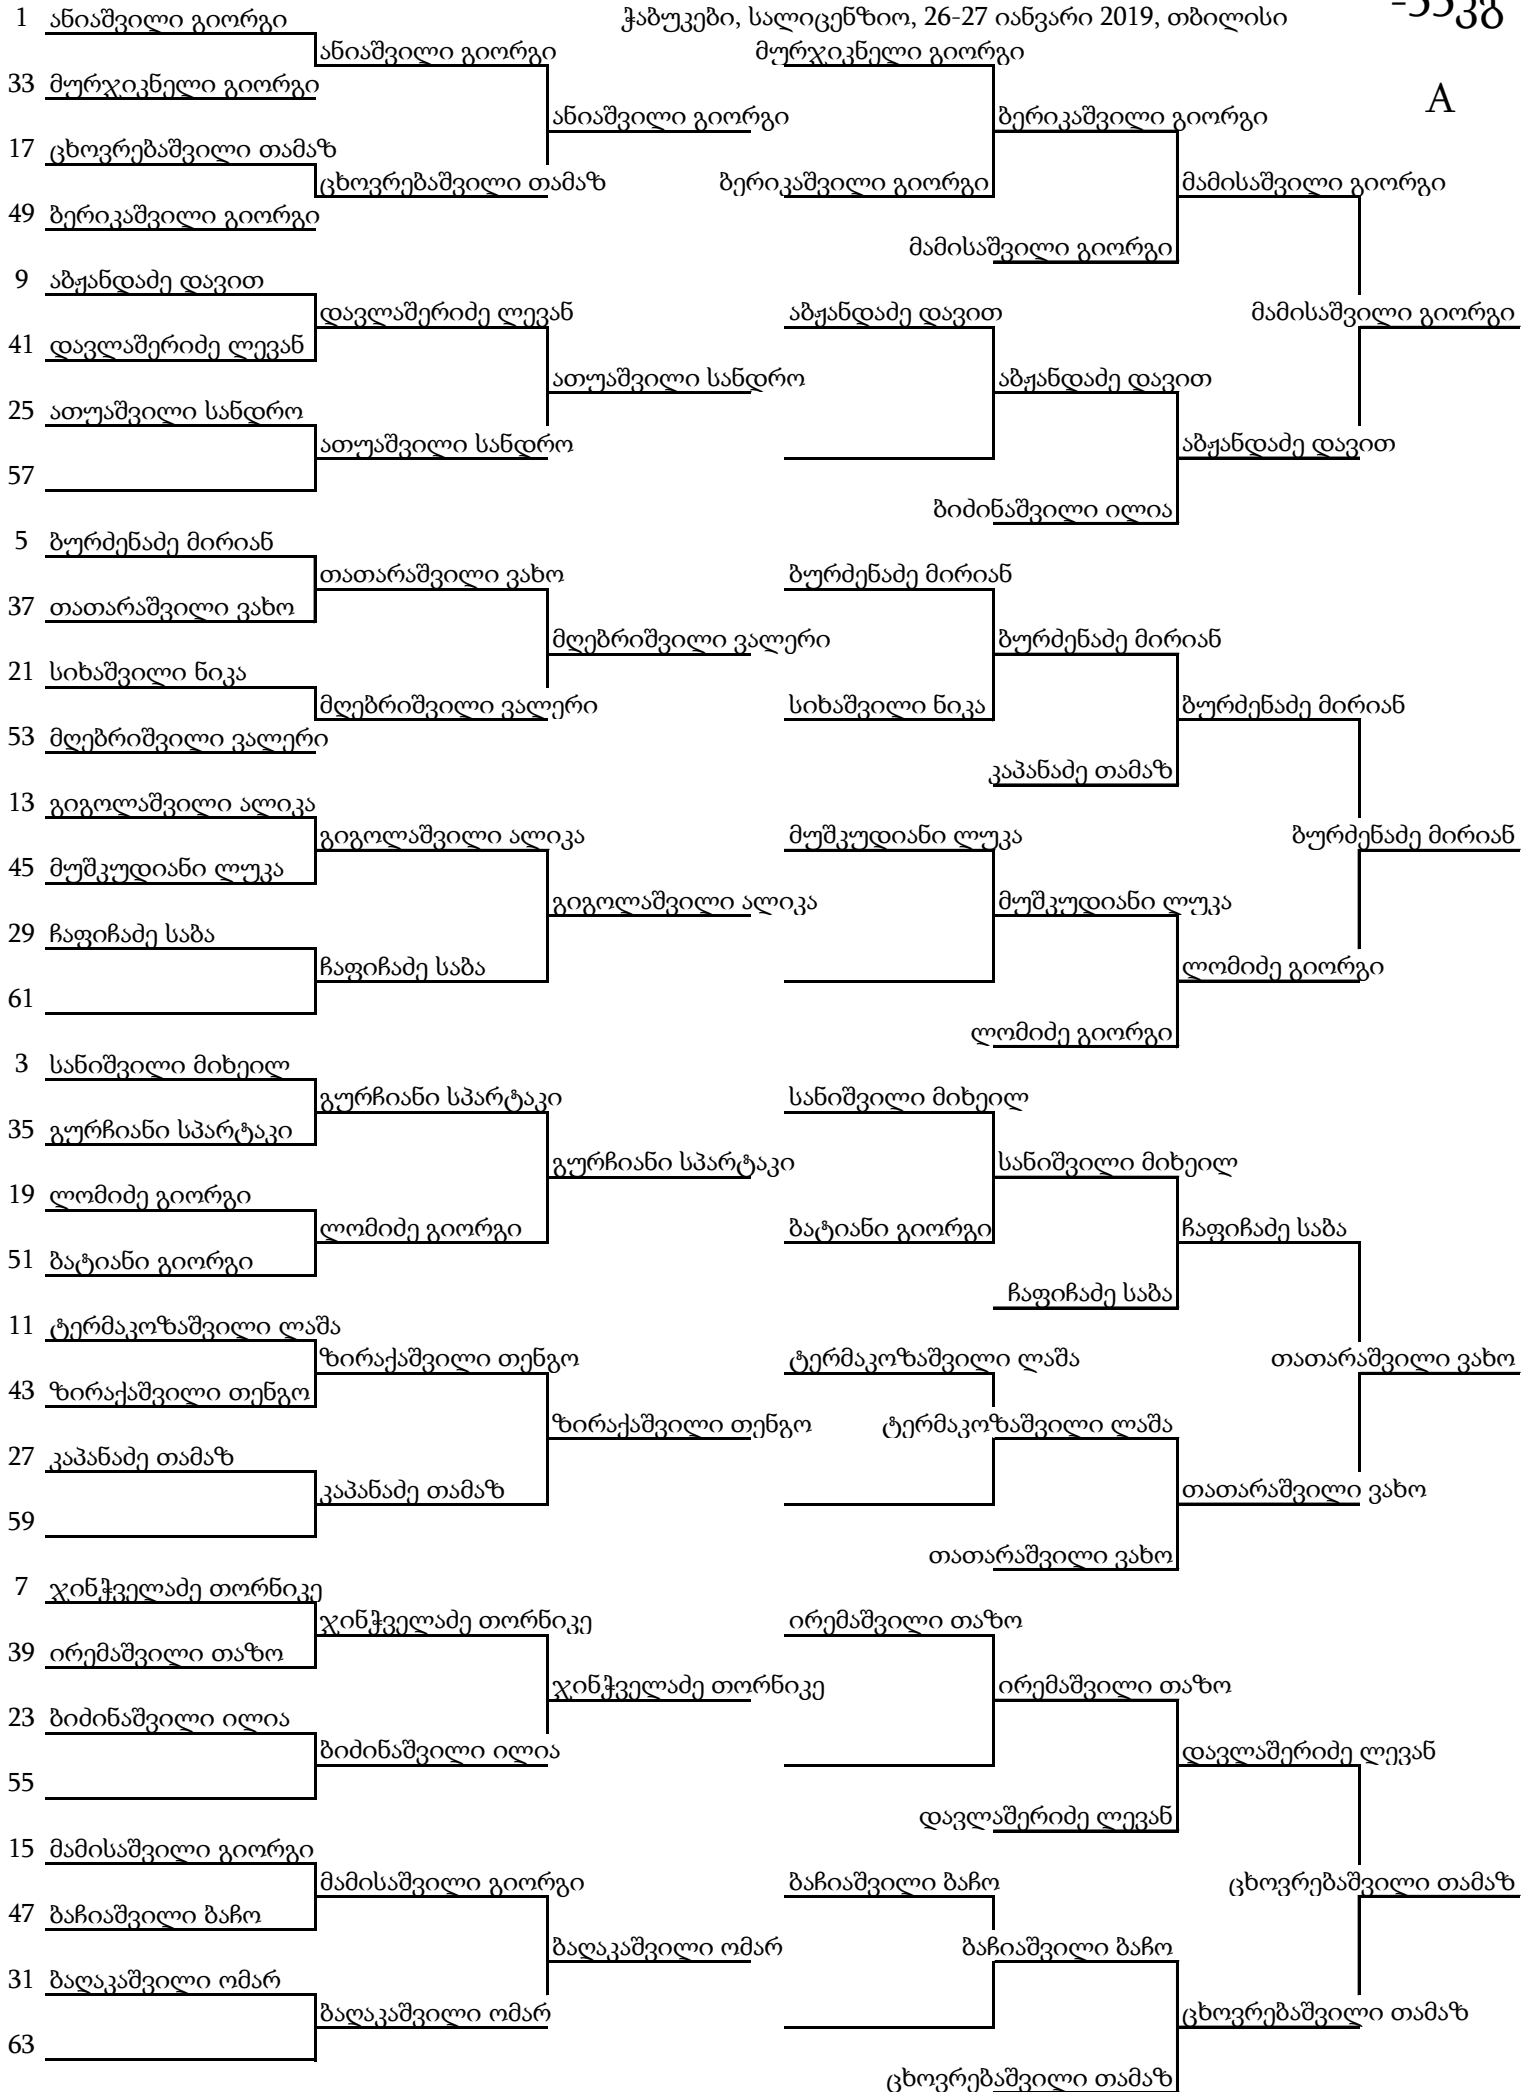 ჭაბუკები, სალიცენზიო, 26-27 იანვარი 2019, თბილისი
A
1 ანიაშვილი გიორგი
33 მურჯიკნელი გიორგი
17 ცხოვრებაშვილი თამაზ
49 ბერიკაშვილი გიორგი
9 აბჟანდაძე დავით
41 დავლაშერიძე ლევან
25 ათუაშვილი სანდრო
57
5 ბურძენაძე მირიან
37 თათარაშვილი ვახო
21 სიხაშვილი ნიკა
53 მღებრიშვილი ვალერი
13 გიგოლაშვილი ალიკა
45 მუშკუდიანი ლუკა
29 ჩაფიჩაძე საბა
61
3 სანიშვილი მიხეილ
35 გურჩიანი სპარტაკი
19 ლომიძე გიორგი
51 ბატიანი გიორგი
11 ტერმაკოზაშვილი ლაშა
43 ზირაქაშვილი თენგო
27 კაპანაძე თამაზ
59
7 ჯინჭველაძე თორნიკე
39 ირემაშვილი თაზო
23 ბიძინაშვილი ილია
55
15 მამისაშვილი გიორგი
47 ბაჩიაშვილი ბაჩო
31 ბაღაკაშვილი ომარ
63
ანიაშვილი გიორგი
ცხოვრებაშვილი თამაზ
დავლაშერიძე ლევან
ათუაშვილი სანდრო
თათარაშვილი ვახო
მღებრიშვილი ვალერი
გიგოლაშვილი ალიკა
ჩაფიჩაძე საბა
გურჩიანი სპარტაკი
ლომიძე გიორგი
ზირაქაშვილი თენგო
კაპანაძე თამაზ
ჯინჭველაძე თორნიკე
ბიძინაშვილი ილია
მამისაშვილი გიორგი
ბაღაკაშვილი ომარ
ანიაშვილი გიორგი
ათუაშვილი სანდრო
მღებრიშვილი ვალერი
გიგოლაშვილი ალიკა
გურჩიანი სპარტაკი
ზირაქაშვილი თენგო
ჯინჭველაძე თორნიკე
ბაღაკაშვილი ომარ
მურჯიკნელი გიორგი
ბერიკაშვილი გიორგი
აბჟანდაძე დავით
ბურძენაძე მირიან
სიხაშვილი ნიკა
მუშკუდიანი ლუკა
სანიშვილი მიხეილ
ბატიანი გიორგი
ტერმაკოზაშვილი ლაშა
ირემაშვილი თაზო
ბაჩიაშვილი ბაჩო
ბერიკაშვილი გიორგი
მამისაშვილი გიორგი
აბჟანდაძე დავით
ბიძინაშვილი ილია
ბურძენაძე მირიან
კაპანაძე თამაზ
მუშკუდიანი ლუკა
ლომიძე გიორგი
სანიშვილი მიხეილ
ჩაფიჩაძე საბა
ტერმაკოზაშვილი ლაშა
თათარაშვილი ვახო
ირემაშვილი თაზო
დავლაშერიძე ლევან
ბაჩიაშვილი ბაჩო
ცხოვრებაშვილი თამაზ
მამისაშვილი გიორგი
აბჟანდაძე დავით
ბურძენაძე მირიან
ლომიძე გიორგი
ჩაფიჩაძე საბა
თათარაშვილი ვახო
დავლაშერიძე ლევან
ცხოვრებაშვილი თამაზ
მამისაშვილი გიორგი
ბურძენაძე მირიან
თათარაშვილი ვახო
ცხოვრებაშვილი თამაზ